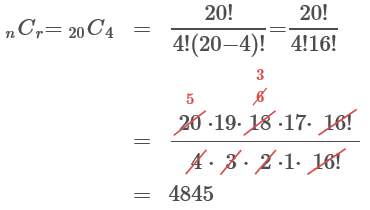 ₙCᵣ = ₂₀C₄ = 20! / 4!(20−4)! = 20! / 4!16!
5 3 6
= 20 ·19· 18 ·17· 16! / 4 · 3 · 2 ·1· 16!
= 4845